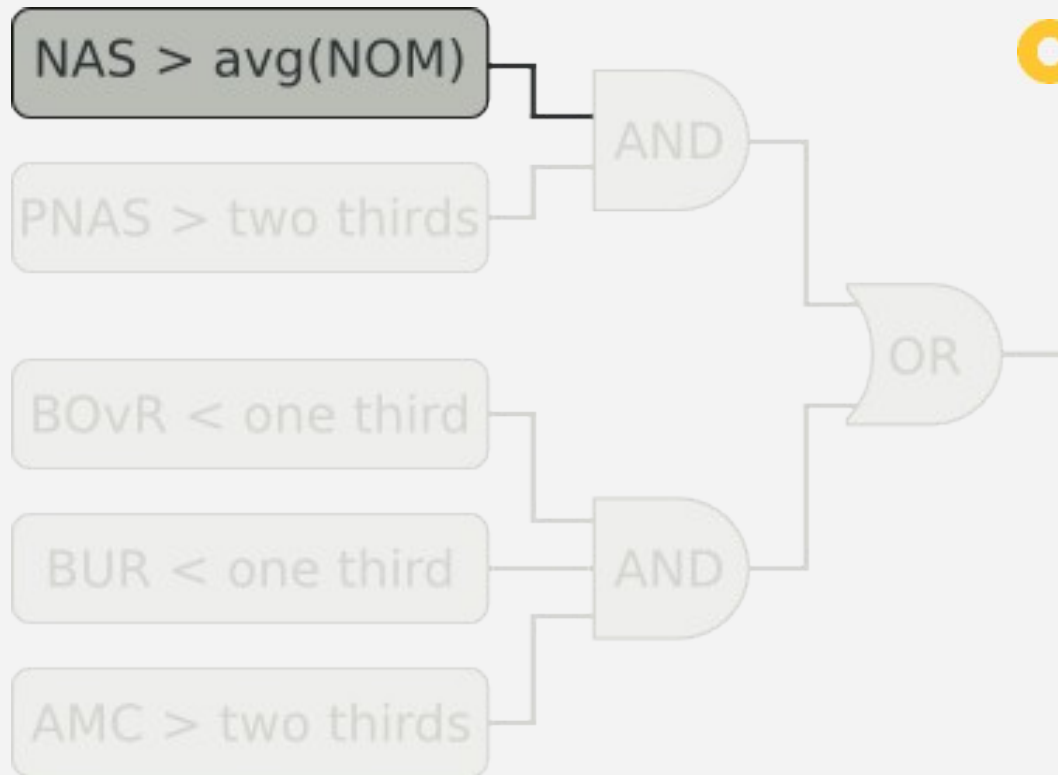 NAS > avg(NOM)
AND
PNAS > two thirds
OR
BOvR < one third
BUR < one third
AND
AMC > two thirds